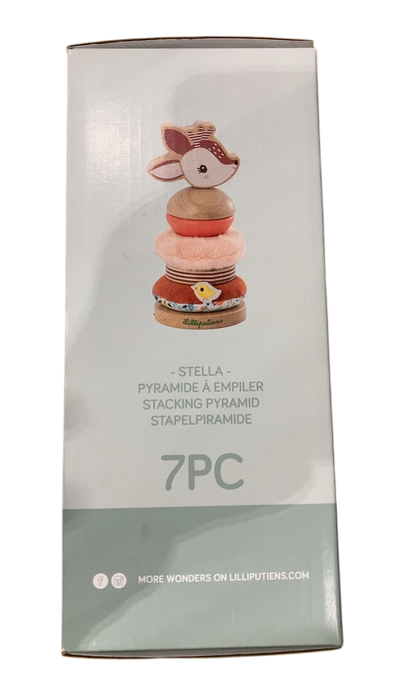 Lilliputiens
- STELLA -
PYRAMIDE À EMPILER
STACKING PYRAMID
STAPELPIRAMIDE
7PC
MORE WONDERS ON LILLIPUTIENS.COM